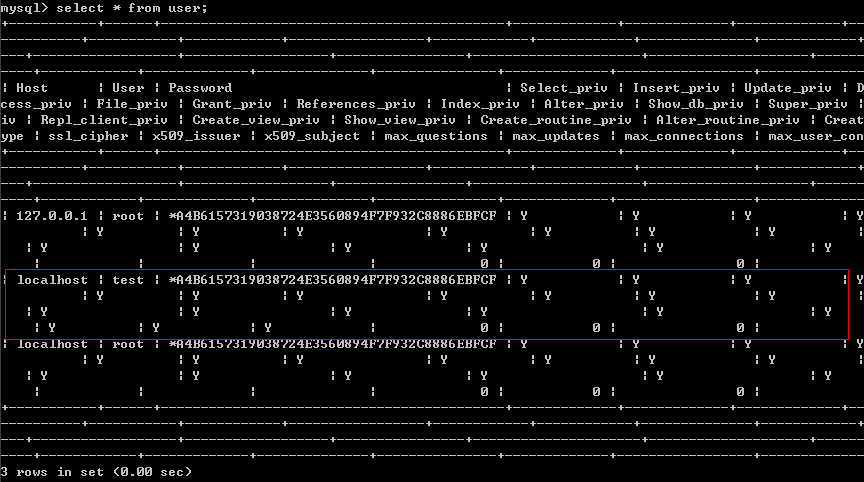 mysql> select * from user;
| Host | User | Password | Select_priv | Insert_priv | Update_priv | D
cess_priv | File_priv | Grant_priv | References_priv | Index_priv | Alter_priv | Show_db_priv | Super_priv |
iv | Repl_client_priv | Create_view_priv | Show_view_priv | Create_routine_priv | Alter_routine_priv | Creat
ype | ssl_cipher | x509_issuer | x509_subject | max_questions | max_updates | max_connections | max_user_con
| 127.0.0.1 | root | *A4B6157319038724E3560894F7F932C8886EBFCF | Y | Y | Y | Y
| Y | Y | Y | Y | Y | Y | Y |
| Y | Y | Y | Y | Y | Y
| | | | 0 | 0 | 0 |
| localhost | test | *A4B6157319038724E3560894F7F932C8886EBFCF | Y | Y | Y | Y
| Y | Y | Y | Y | Y | Y | Y |
| Y | Y | Y | Y | Y | Y
| Y | Y | Y | | 0 | 0 | 0 |
| localhost | root | *A4B6157319038724E3560894F7F932C8886EBFCF | Y | Y | Y | Y
| Y | Y | Y | Y | Y | Y | Y |
| Y | Y | Y | Y | Y | Y
| | | | 0 | 0 | 0 |
3 rows in set (0.00 sec)